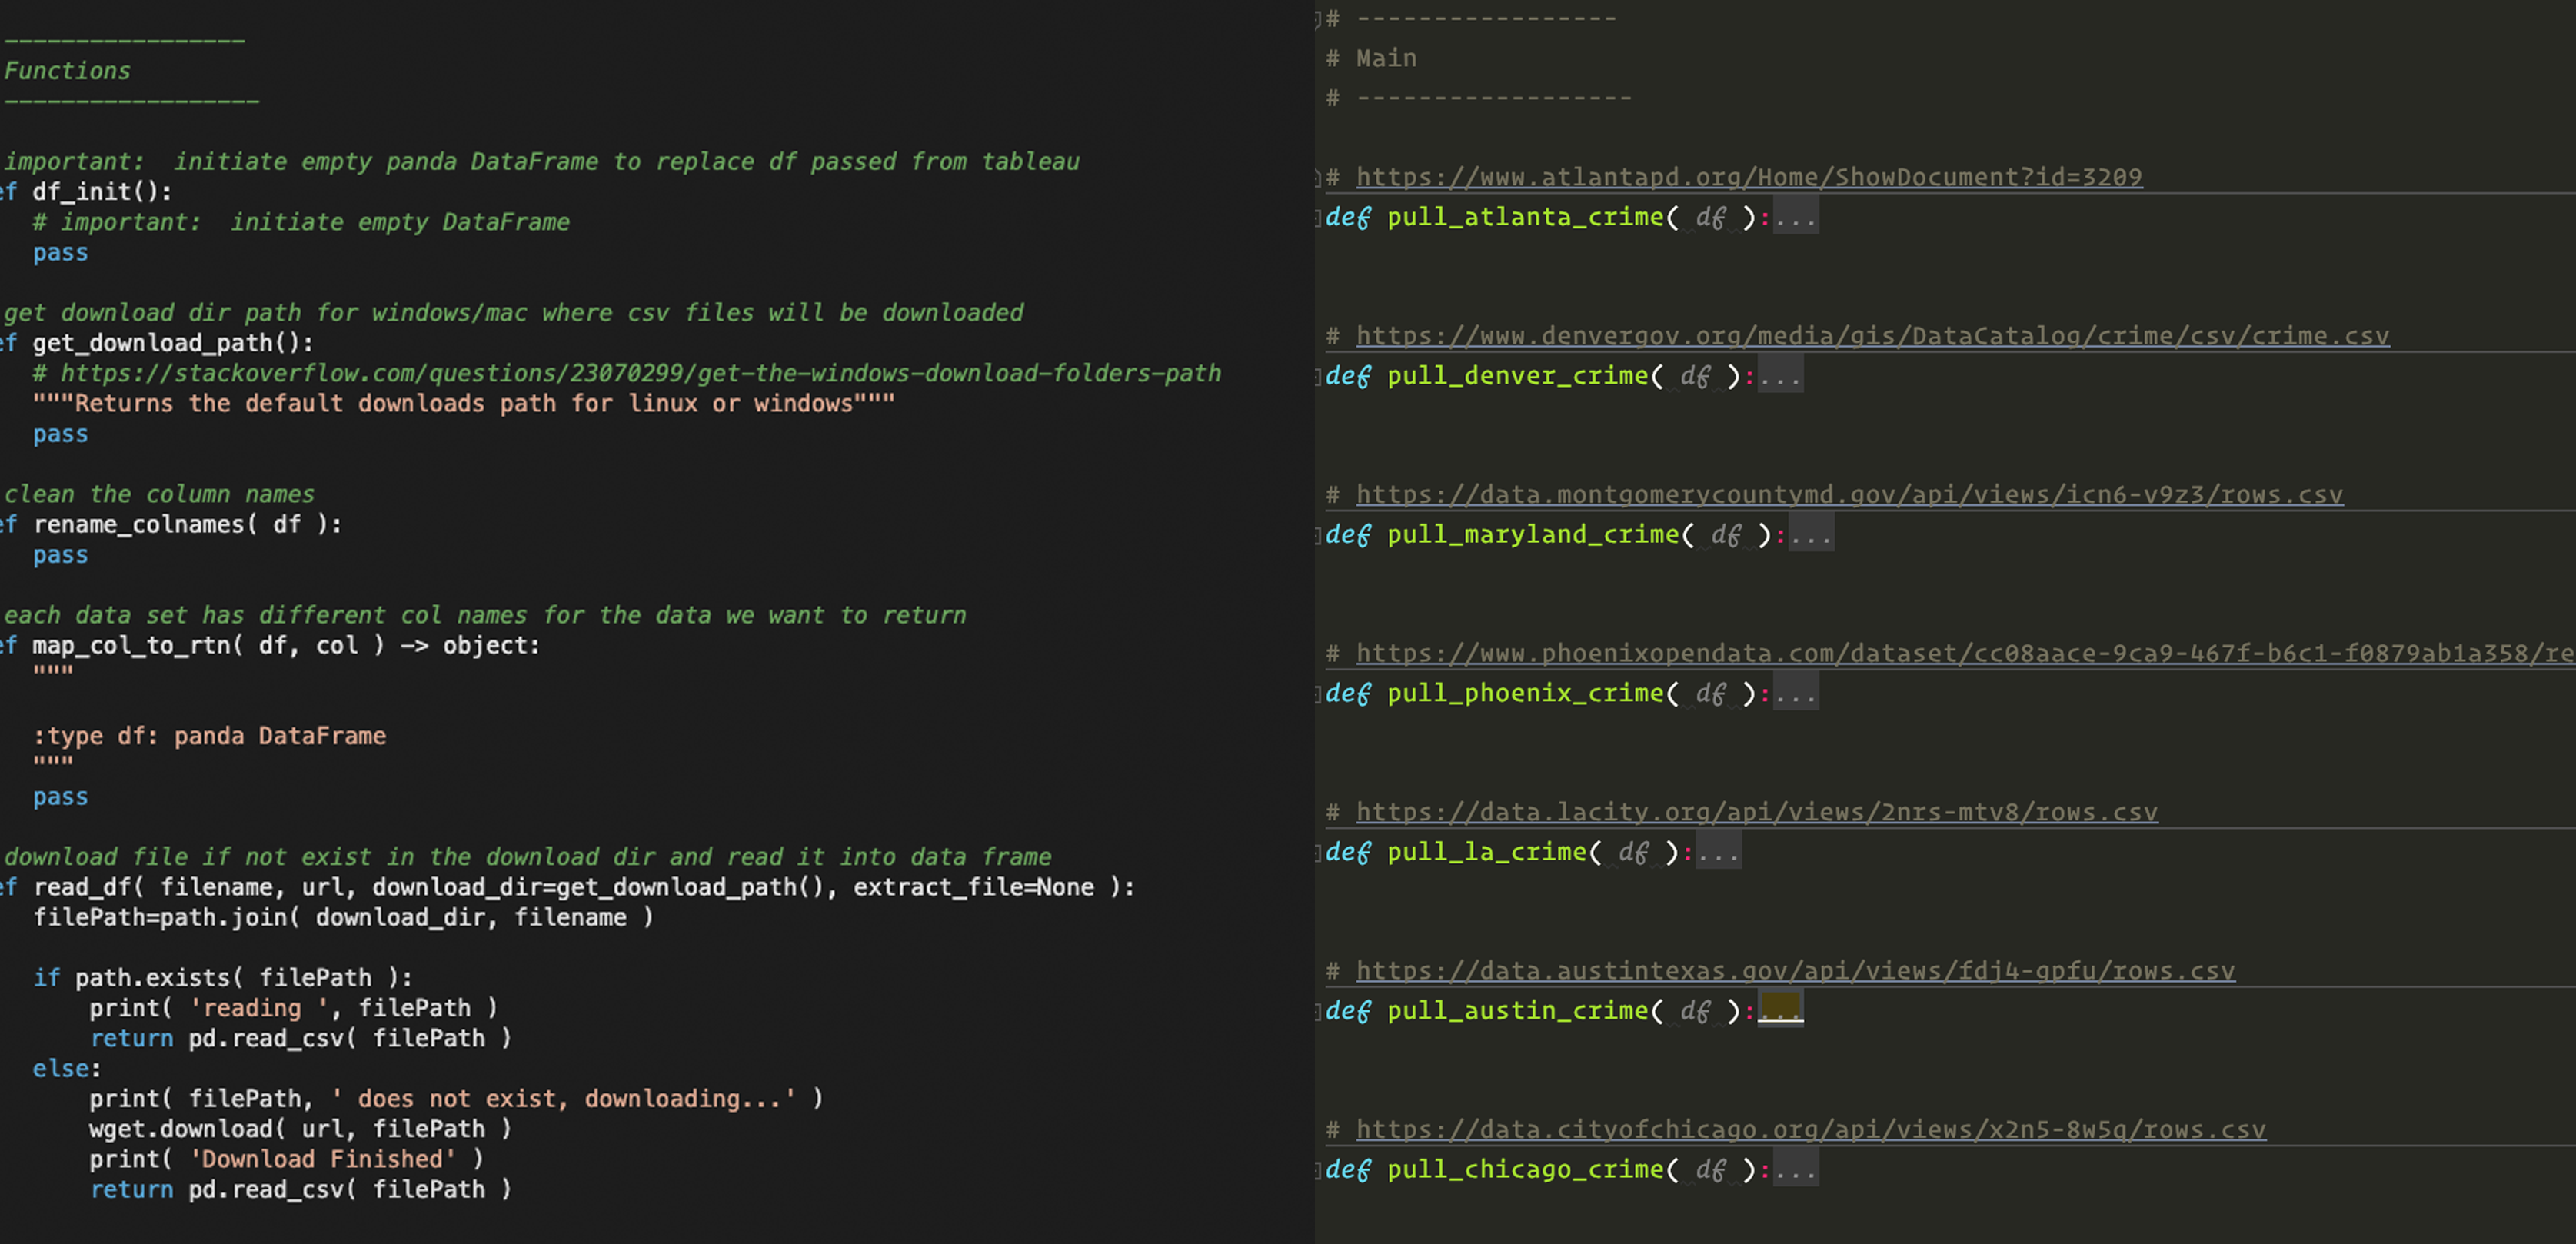 -----------------
Functions
------------------
important:  initiate empty panda DataFrame to replace df passed from tableau
ef df_init():
# important:  initiate empty DataFrame
pass
get download dir path for windows/mac where csv files will be downloaded
ef get_download_path():
# https://stackoverflow.com/questions/23070299/get-the-windows-download-folders-path
"""Returns the default downloads path for linux or windows"""
pass
clean the column names
ef rename_colnames( df ):
pass
each data set has different col names for the data we want to return
ef map_col_to_rtn( df, col ) -> object:
"""
:type df: panda DataFrame
"""
pass
download file if not exist in the download dir and read it into data frame
ef read_df( filename, url, download_dir=get_download_path(), extract_file=None ):
filePath=path.join( download_dir, filename )
if path.exists( filePath ):
print( 'reading ', filePath )
return pd.read_csv( filePath )
else:
print( filePath, ' does not exist, downloading...' )
wget.download( url, filePath )
print( 'Download Finished' )
return pd.read_csv( filePath )
# -----------------
# Main
# ------------------
# https://www.atlantapd.org/Home/ShowDocument?id=3209
def pull_atlanta_crime( df ):...
# https://www.denvergov.org/media/gis/DataCatalog/crime/csv/crime.csv
def pull_denver_crime( df ):...
# https://data.montgomerycountymd.gov/api/views/icn6-v9z3/rows.csv
def pull_maryland_crime( df ):...
# https://www.phoenixopendata.com/dataset/cc08aace-9ca9-467f-b6c1-f0879ab1a358/re
def pull_phoenix_crime( df ):...
# https://data.lacity.org/api/views/2nrs-mtv8/rows.csv
def pull_la_crime( df ):...
# https://data.austintexas.gov/api/views/fdj4-gpfu/rows.csv
def pull_austin_crime( df ):...
# https://data.cityofchicago.org/api/views/x2n5-8w5q/rows.csv
def pull_chicago_crime( df ):...